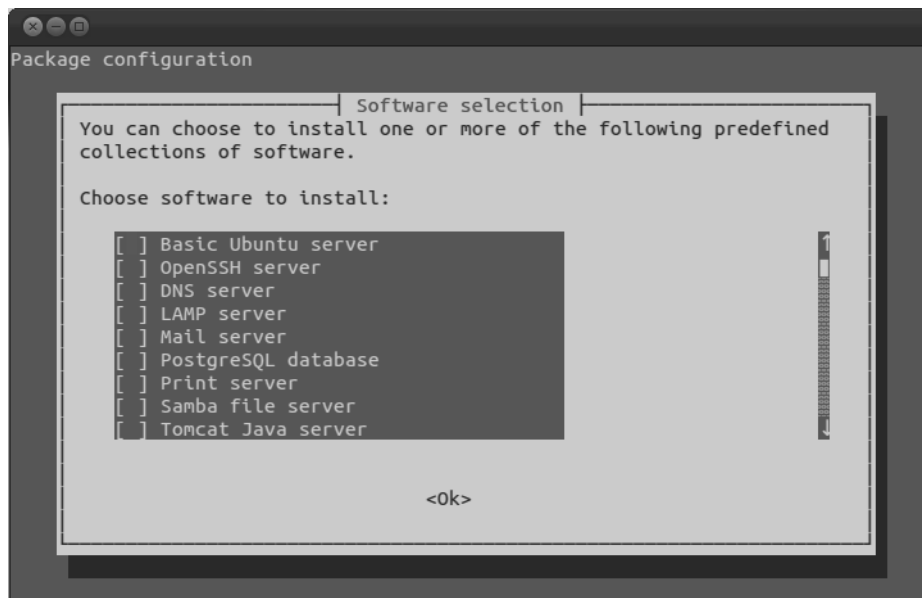 Package configuration
Software selection
You can choose to install one or more of the following predefined
collections of software.
Choose software to install:
[ ] Basic Ubuntu server
[ ] OpenSSH server
[ ] DNS server
[ ] LAMP server
[ ] Mail server
[ ] PostgreSQL database
[ ] Print server
[ ] Samba file server
[ ] Tomcat Java server
<Ok>